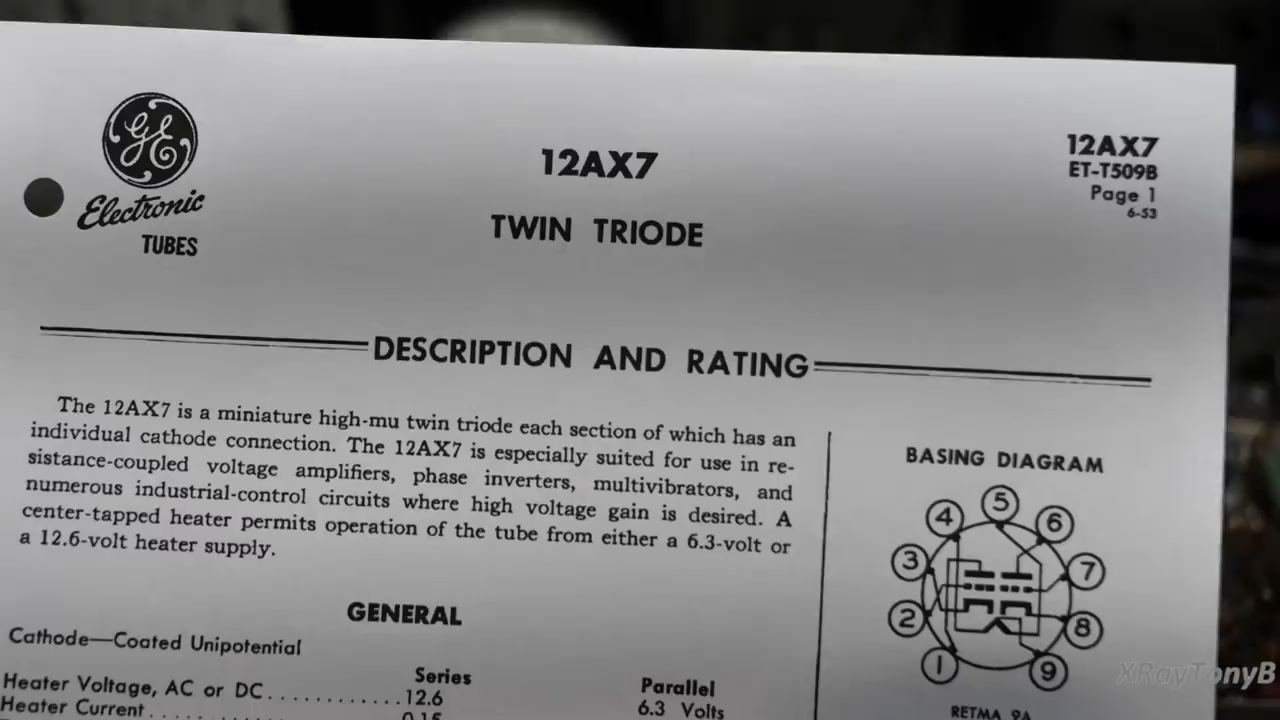 GE
Electronic
TUBES
12AX7
TWIN TRIODE
12AX7
ET-T509B
Page 1
6-53
DESCRIPTION AND RATING
The 12AX7 is a miniature high-mu twin triode each section of which has an
individual cathode connection. The 12AX7 is especially suited for use in re-
sistance-coupled voltage amplifiers, phase inverters, multivibrators, and
numerous industrial-control circuits where high voltage gain is desired. A
center-tapped heater permits operation of the tube from either a 6.3-volt or
a 12.6-volt heater supply.
BASING DIAGRAM
5
4
6
3
7
2
8
1
9
RETMA 9A
GENERAL
Cathode—Coated Unipotential
Series
Parallel
Heater Voltage, AC or DC............12.6
6.3 Volts
Heater Current
0.15
XRayTonyB